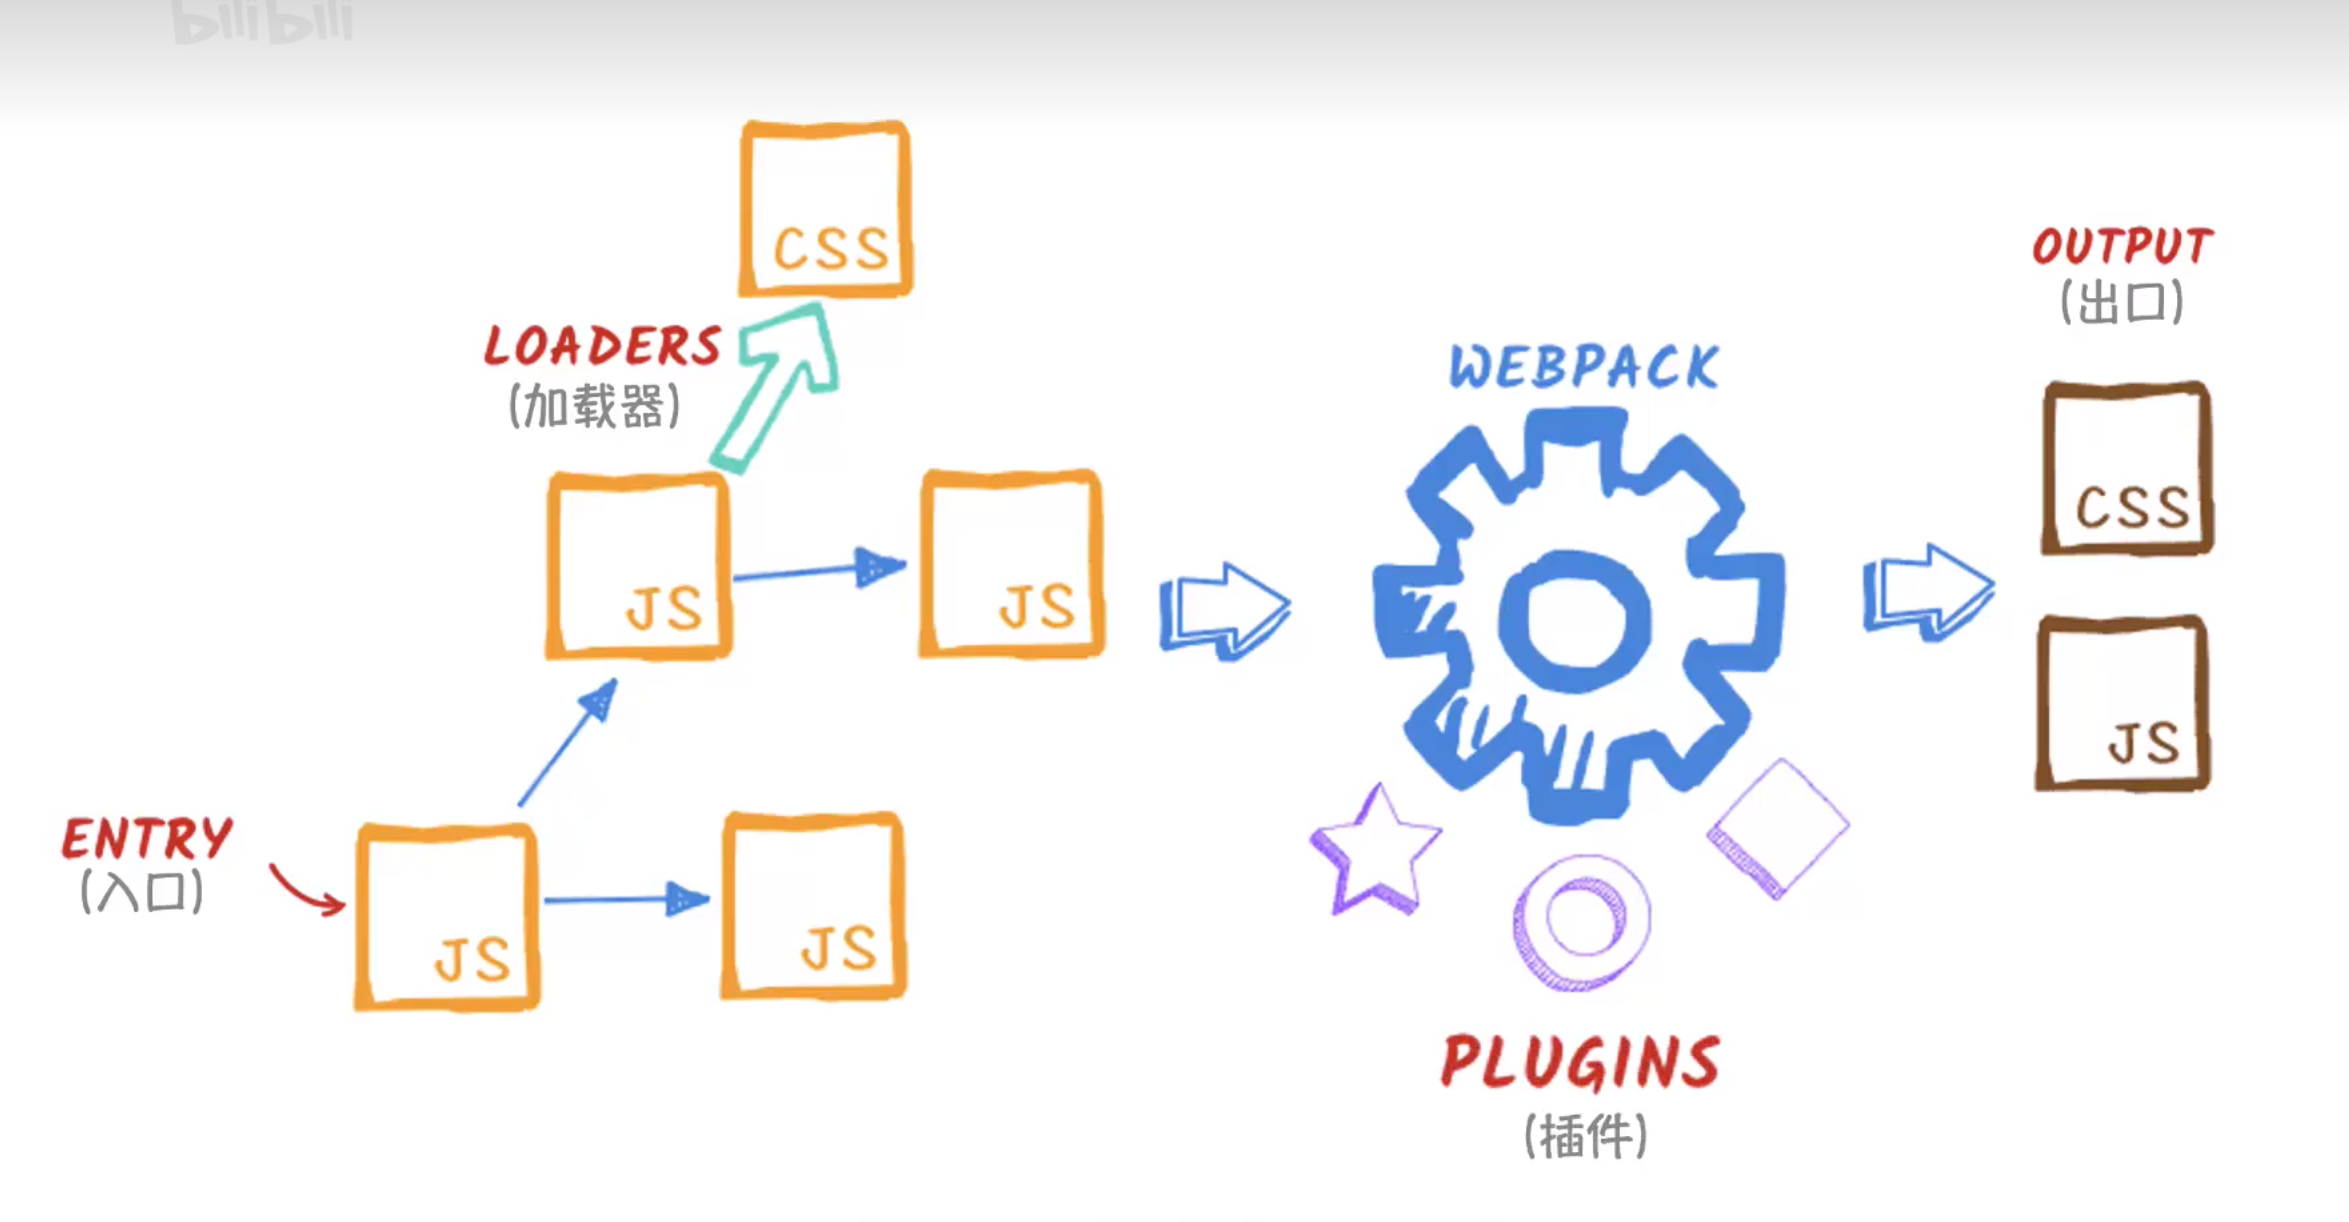 bilibili
CSS
LOADERS
(加载器)
JS
JS
ENTRY
(入口)
JS
JS
WEBPACK
PLUGINS
(插件)
OUTPUT
(出口)
CSS
JS